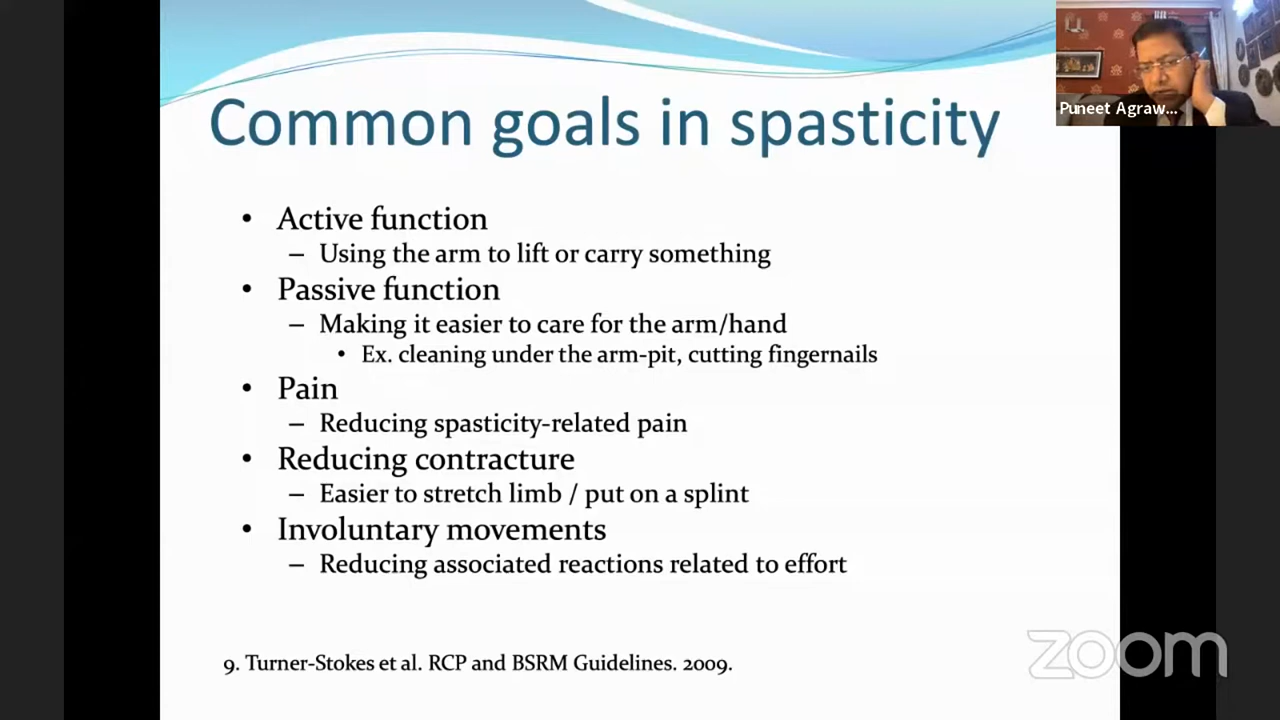 Common goals in spasticity
Puneet Agraw...
• Active function
– Using the arm to lift or carry something
• Passive function
– Making it easier to care for the arm/hand
• Ex. cleaning under the arm-pit, cutting fingernails
• Pain
– Reducing spasticity-related pain
• Reducing contracture
– Easier to stretch limb / put on a splint
• Involuntary movements
– Reducing associated reactions related to effort
9. Turner-Stokes et al. RCP and BSRM Guidelines. 2009.
zoom